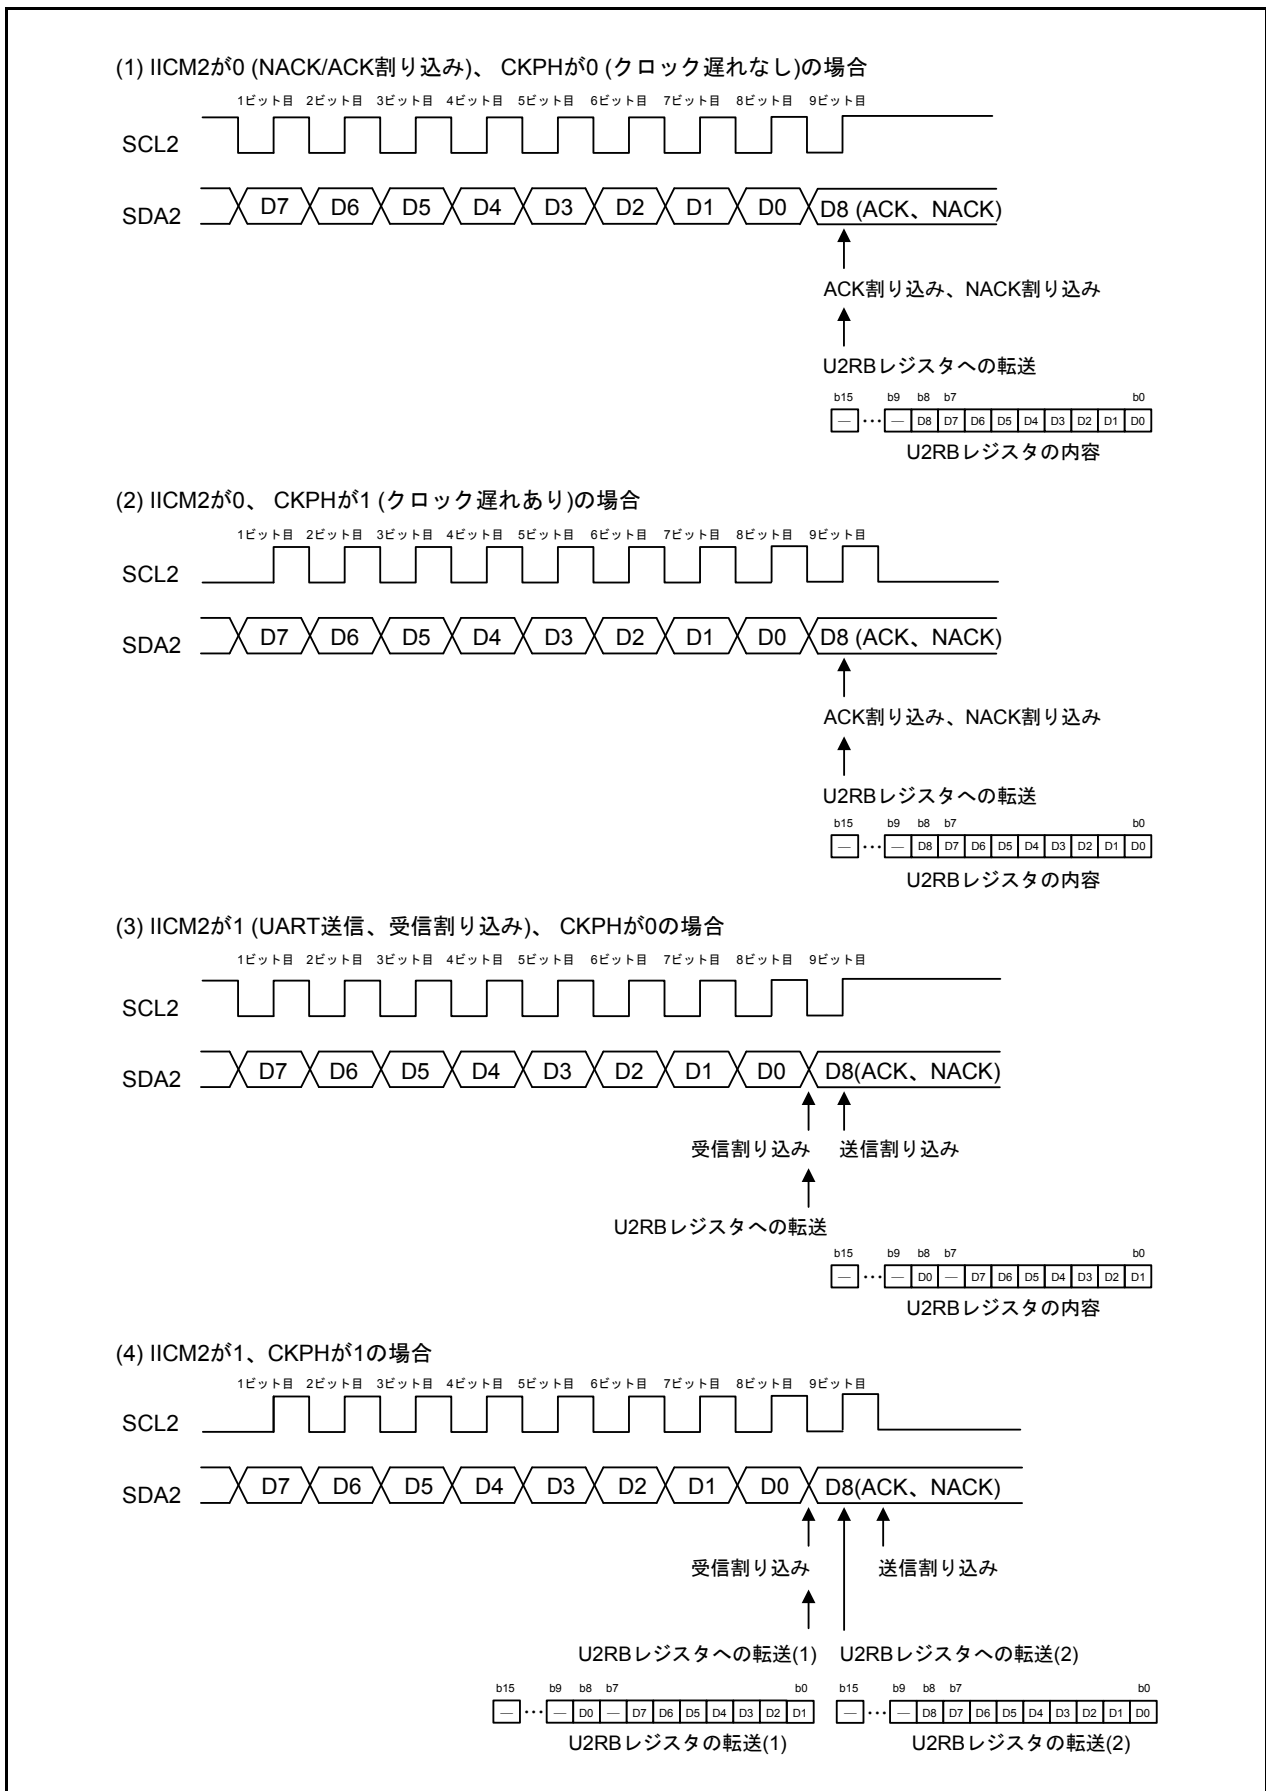 (1) IICM2が0 (NACK/ACK割り込み)、 CKPHが0 (クロック遅れなし)の場合
1ビット目 2ビット目 3ビット目 4ビット目 5ビット目 6ビット目 7ビット目 8ビット目 9ビット目
SCL2
SDA2 D7 D6 D5 D4 D3 D2 D1 D0 D8 (ACK、NACK)
ACK割り込み、NACK割り込み
U2RBレジスタへの転送
b15 b9 b8 b7 b0
— ··· — D8 D7 D6 D5 D4 D3 D2 D1 D0
U2RBレジスタの内容
(2) IICM2が0、 CKPHが1 (クロック遅れあり)の場合
1ビット目 2ビット目 3ビット目 4ビット目 5ビット目 6ビット目 7ビット目 8ビット目 9ビット目
SCL2
SDA2 D7 D6 D5 D4 D3 D2 D1 D0 D8 (ACK、NACK)
ACK割り込み、NACK割り込み
U2RBレジスタへの転送
b15 b9 b8 b7 b0
— ··· — D8 D7 D6 D5 D4 D3 D2 D1 D0
U2RBレジスタの内容
(3) IICM2が1 (UART送信、受信割り込み)、 CKPHが0の場合
1ビット目 2ビット目 3ビット目 4ビット目 5ビット目 6ビット目 7ビット目 8ビット目 9ビット目
SCL2
SDA2 D7 D6 D5 D4 D3 D2 D1 D0 D8(ACK、NACK)
受信割り込み 送信割り込み
U2RBレジスタへの転送
b15 b9 b8 b7 b0
— ··· — D0 — D7 D6 D5 D4 D3 D2 D1
U2RBレジスタの内容
(4) IICM2が1、CKPHが1の場合
1ビット目 2ビット目 3ビット目 4ビット目 5ビット目 6ビット目 7ビット目 8ビット目 9ビット目
SCL2
SDA2 D7 D6 D5 D4 D3 D2 D1 D0 D8(ACK、NACK)
受信割り込み 送信割り込み
U2RBレジスタへの転送(1) U2RBレジスタへの転送(2)
b15 b9 b8 b7 b0 b15 b9 b8 b7 b0
— ··· — D0 — D7 D6 D5 D4 D3 D2 D1 — ··· — D8 D7 D6 D5 D4 D3 D2 D1 D0
U2RBレジスタの転送(1) U2RBレジスタの転送(2)